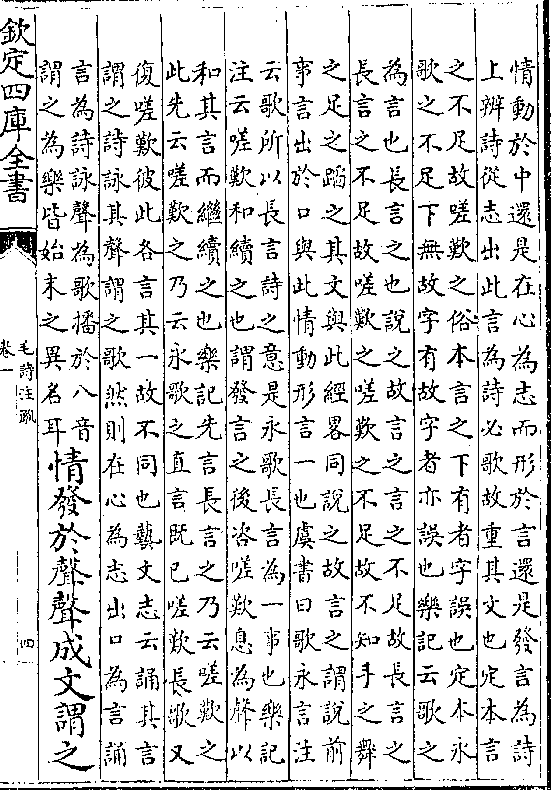 情動於中還是在心為志而形於言還是發言為詩
上辨詩從志出此言為詩必歌故重其文也定本言
之不足故嗟歎之俗本言之下有者字誤也定本永
歌之不足下無故字有故字者亦誤也樂記云歌之
為言也長言之也說之故言之言之不足故長言之
長言之不足故嗟歎之嗟歎之不足故不知手之舞
之足之蹈之其文與此經畧同說之故言之謂說前
事言出於口與此情動形言一也虞書曰歌永言注
云歌所以長言詩之意是永歌長言為一事也樂記
注云嗟歎和續之也謂發言之後咨嗟歎息為聲以
和其言而繼續之也樂記先言長言之乃云嗟歎之
此先云嗟歎之乃云永歌之直言既已嗟歎長歌又
復嗟歎彼此各言其一故不同也藝文志云誦其言
謂之詩詠其聲謂之歌然則在心為志出口為言誦
言為詩詠聲為歌播於八音
謂之為樂皆始末之異名耳
情發於聲聲成文謂之
欽定四庫全書
毛詩注疏
卷一
四